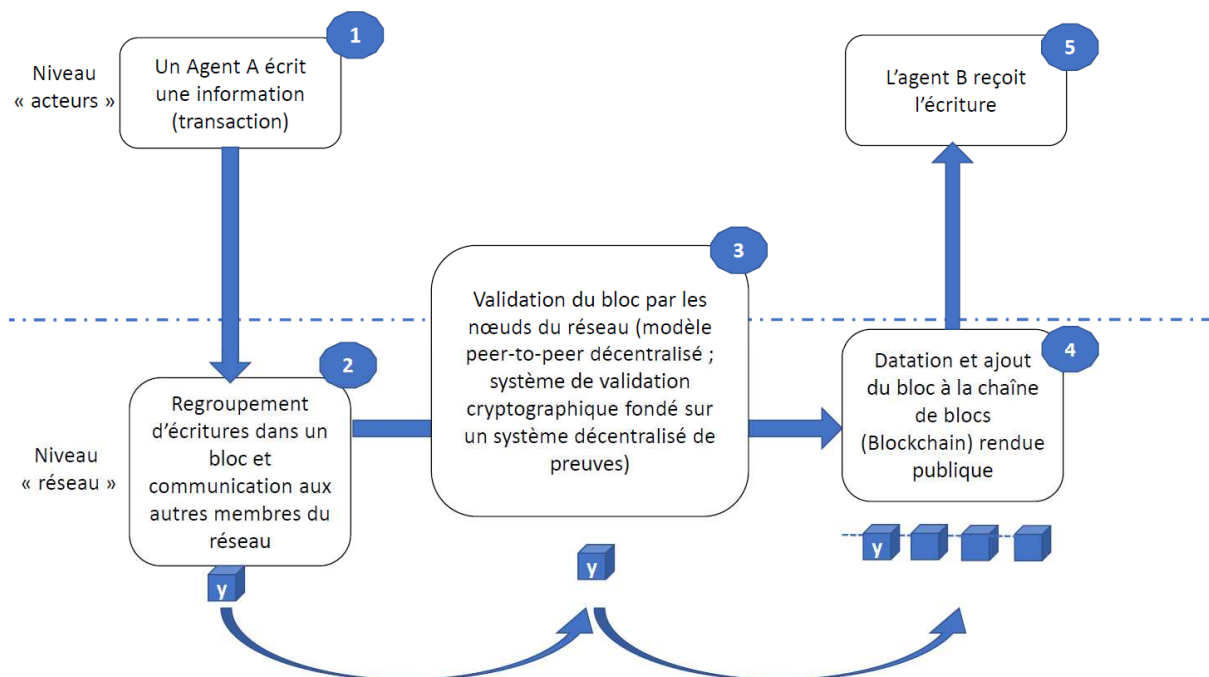 Niveau
« acteurs »
1
Un Agent A écrit
une information
(transaction)
5
L’agent B reçoit
l’écriture
3
Validation du bloc par les
nœuds du réseau (modèle
peer-to-peer décentralisé ;
système de validation
cryptographique fondé sur
un système décentralisé de
preuves)
Niveau
« réseau »
2
Regroupement
d’écritures dans un
bloc et
communication aux
autres membres du
réseau
4
Datation et ajout
du bloc à la chaîne
de blocs
(Blockchain) rendue
publique
y
y
y